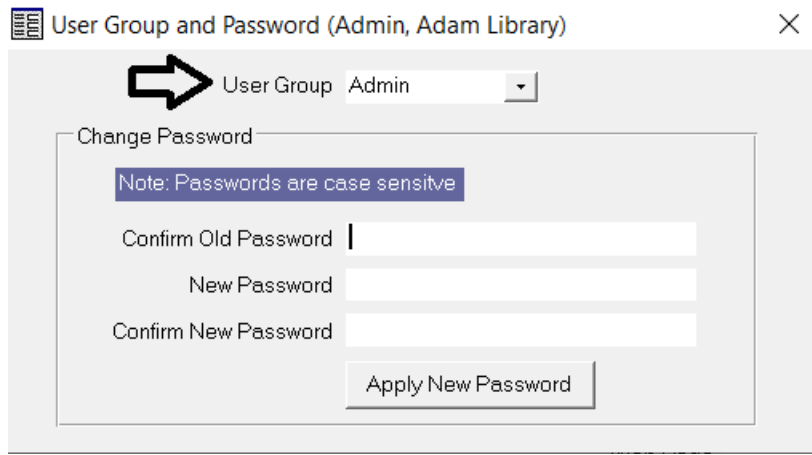 User Group and Password (Admin, Adam Library)
User Group Admin
Change Password
Note: Passwords are case sensitve
Confirm Old Password
New Password
Confirm New Password
Apply New Password